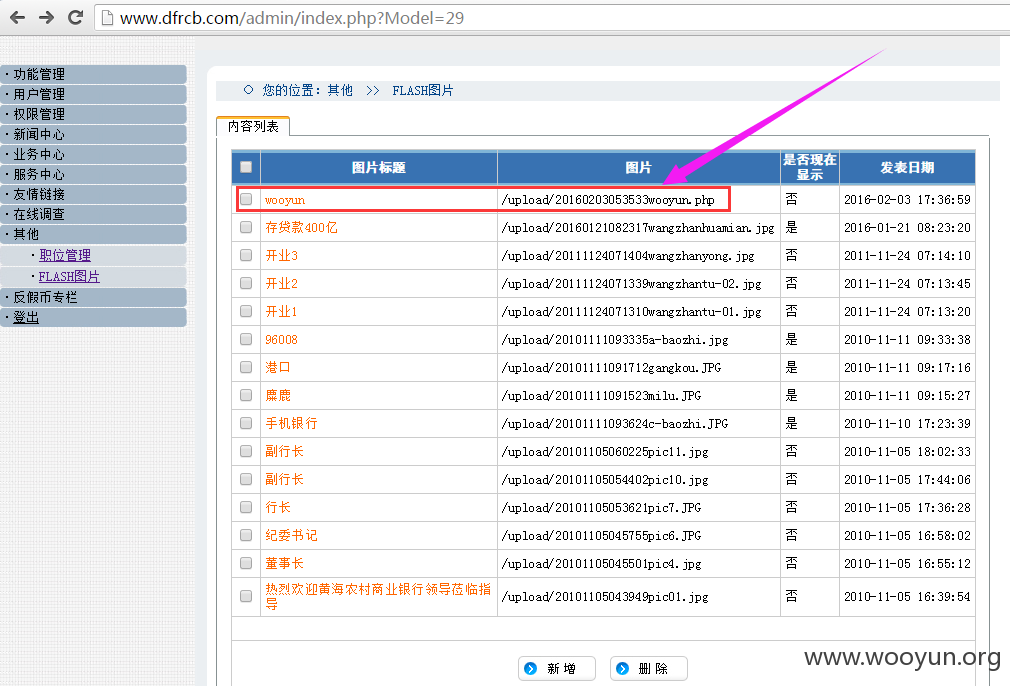 www.dfrcb.com/admin/index.php?Model=29
·功能管理
·用户管理
·权限管理
·新闻中心
·业务中心
·服务中心
·友情链接
·在线调查
·其他
·职位管理
·FLASH图片
·反假币专栏
·登出
您的位置：其他 >> FLASH图片
内容列表
图片标题 图片 是否现在显示 发表日期
wooyun /upload/20160203053533wooyun.php 否 2016-02-03 17:36:59
存贷款400亿 /upload/20160121082317wangzhanhuamian.jpg 是 2016-01-21 08:23:20
开业3 /upload/20111124071404wangzhanyong.jpg 否 2011-11-24 07:14:10
开业2 /upload/20111124071339wangzhantu-02.jpg 否 2011-11-24 07:13:45
开业1 /upload/20111124071310wangzhantu-01.jpg 否 2011-11-24 07:13:20
96008 /upload/20101111093335a-baozhi.jpg 是 2010-11-11 09:33:38
港口 /upload/20101111091712gangkou.JPG 是 2010-11-11 09:17:16
麋鹿 /upload/20101111091523milu.JPG 是 2010-11-11 09:15:27
手机银行 /upload/20101111093624c-baozhi.JPG 是 2010-11-10 17:23:39
副行长 /upload/20101105060225pic11.jpg 否 2010-11-05 18:02:33
副行长 /upload/20101105054402pic10.jpg 否 2010-11-05 17:44:06
行长 /upload/20101105053621pic7.JPG 否 2010-11-05 17:36:28
纪委书记 /upload/20101105045755pic6.JPG 否 2010-11-05 16:58:02
董事长 /upload/20101105045501pic4.jpg 否 2010-11-05 16:55:12
热烈欢迎黄海农村商业银行领导莅临指导 /upload/20101105043949pic01.jpg 否 2010-11-05 16:39:54
新增 删除
www.wooyun.org